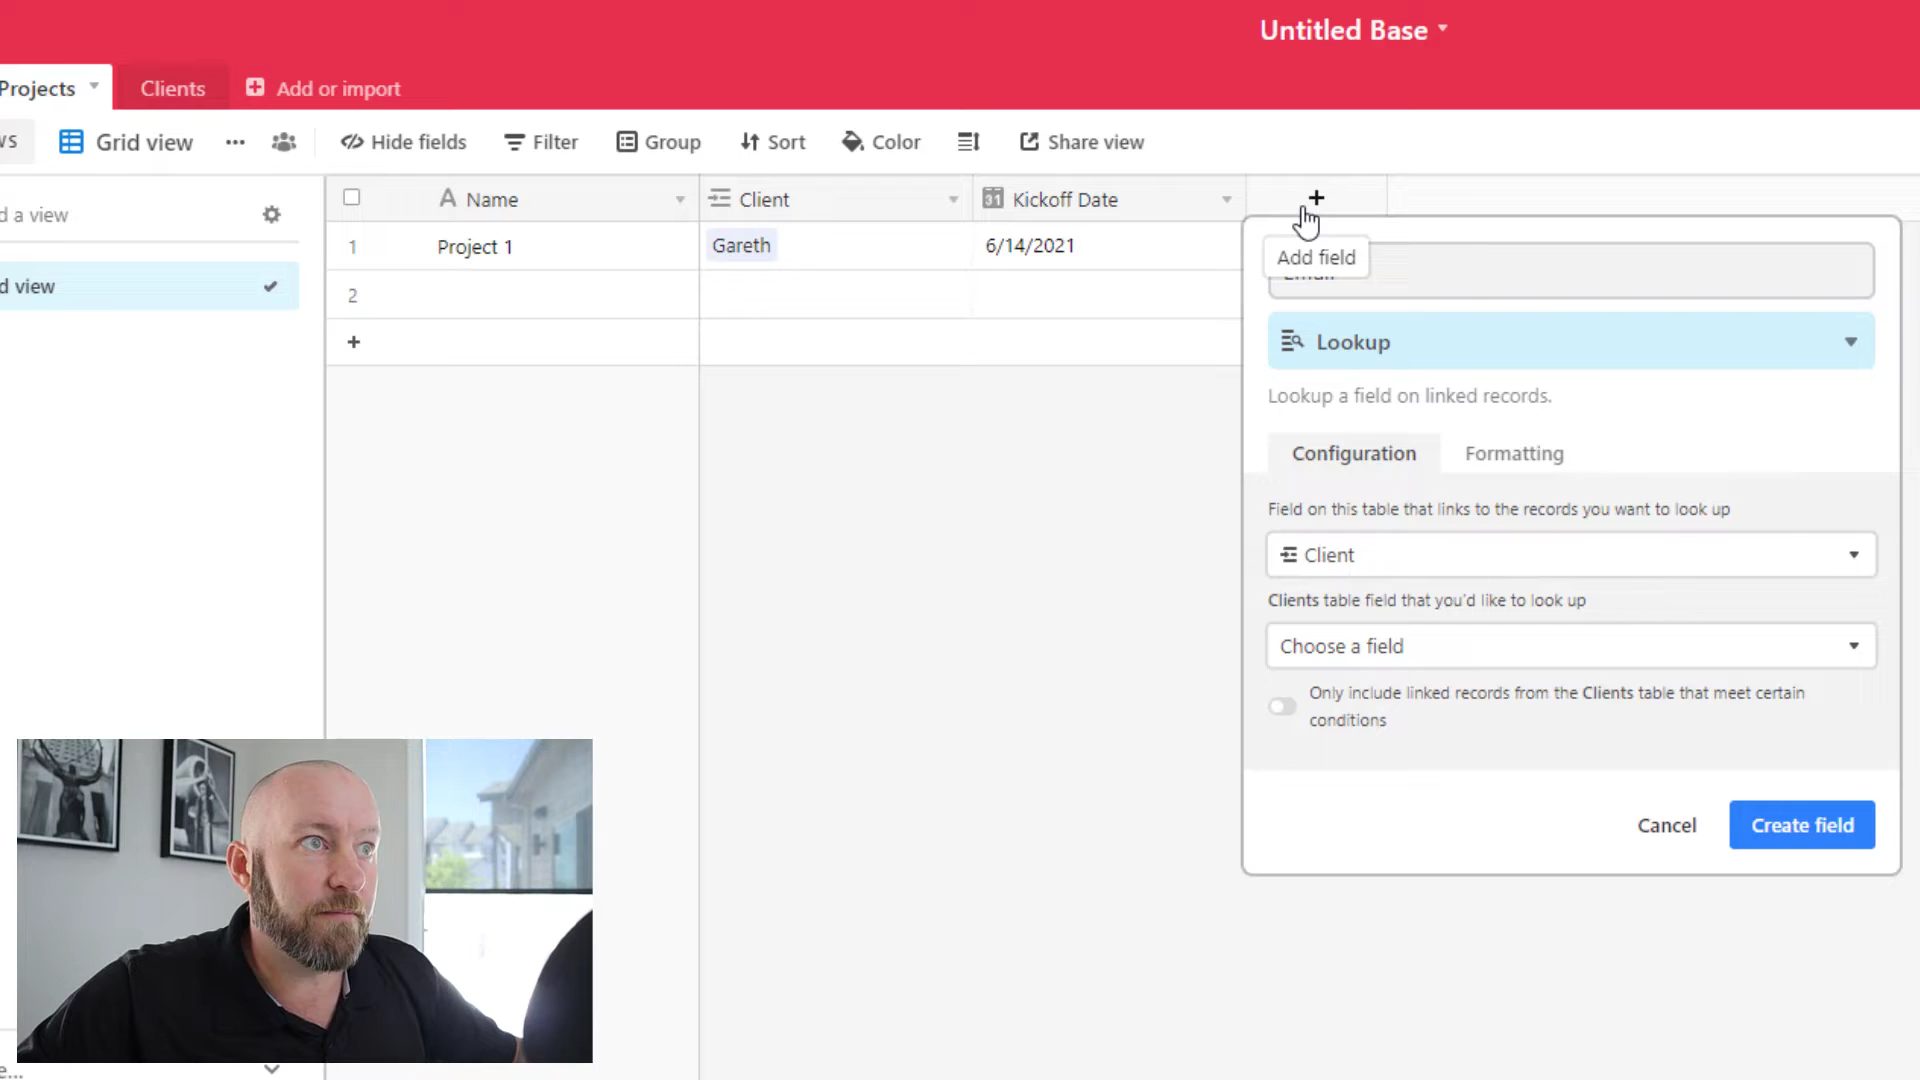 Untitled Base
Projects Clients Add or import
WS Grid view Hide fields Filter Group Sort Color Share view
d a view
d view
Name Client 31 Kickoff Date
1 Project 1 Gareth 6/14/2021
2
Add field
Lookup
Lookup a field on linked records.
Configuration Formatting
Field on this table that links to the records you want to look up
Client
Clients table field that you'd like to look up
Choose a field
Only include linked records from the Clients table that meet certain
conditions
Cancel Create field
e...